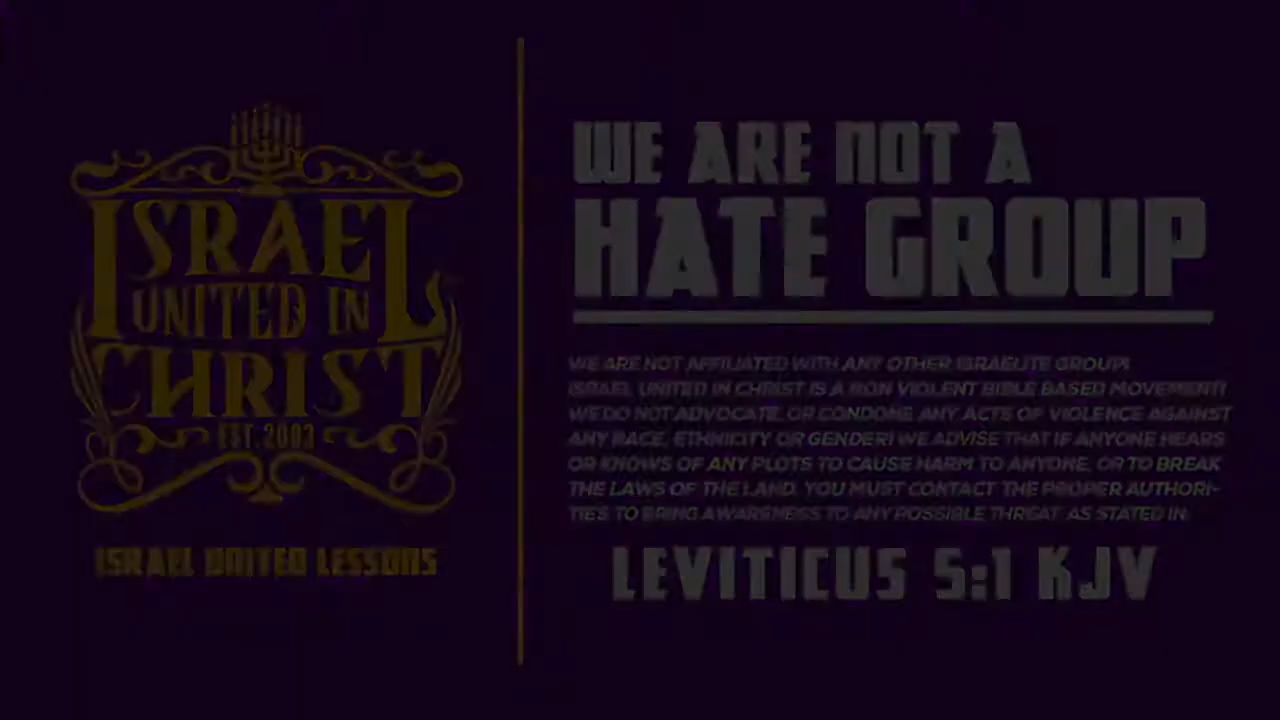 ISRAEL
UNITED IN
CHRIST
EST. 2003
ISRAEL UNITED LESSONS
WE ARE NOT A
HATE GROUP
WE ARE NOT AFFILIATED WITH ANY OTHER ISRAELITE GROUP!
ISRAEL UNITED IN CHRIST IS A NON VIOLENT BIBLE BASED MOVEMENT!
WE DO NOT ADVOCATE, OR CONDONE ANY ACTS OF VIOLENCE AGAINST
ANY RACE, ETHNICITY OR GENDER! WE ADVISE THAT IF ANYONE HEARS
OR KNOWS OF ANY PLOTS TO CAUSE HARM TO ANYONE, OR TO BREAK
THE LAWS OF THE LAND. YOU MUST CONTACT THE PROPER AUTHORI-
TIES TO BRING AWARENESS TO ANY POSSIBLE THREAT AS STATED IN:
LEVITICUS 5:1 KJV